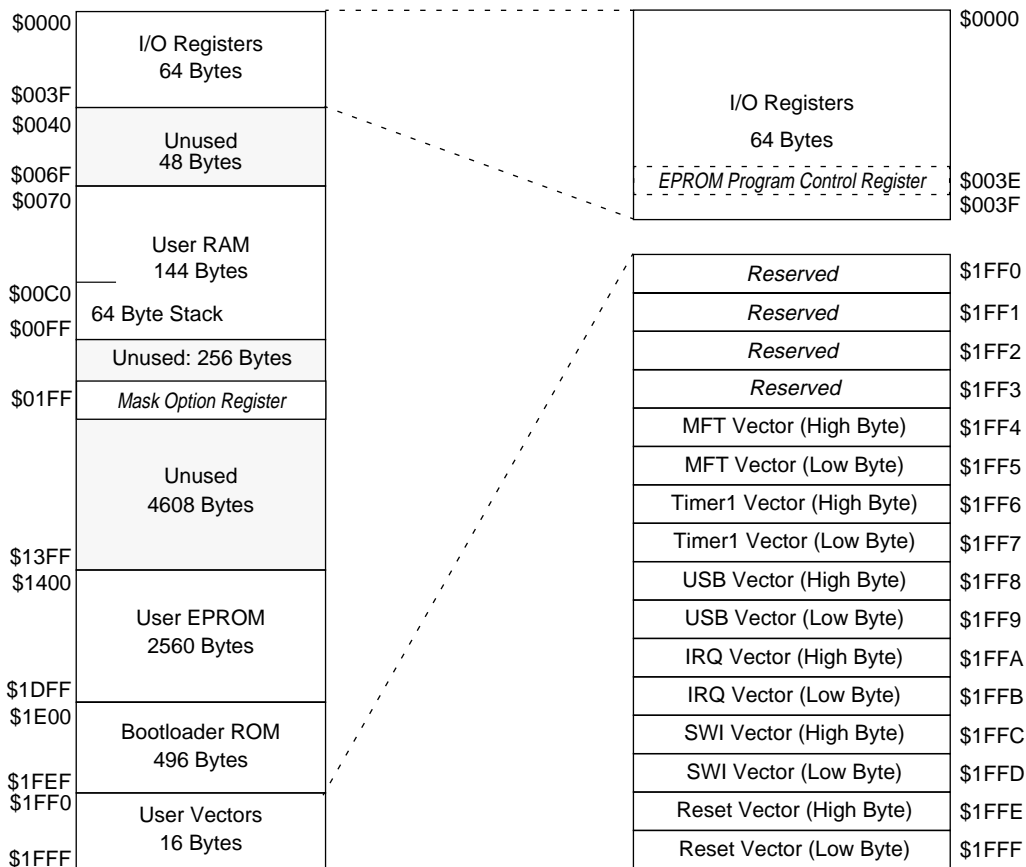 $0000
I/O Registers
64 Bytes
$003F
$0040
Unused
48 Bytes
$006F
$0070
User RAM
144 Bytes
$00C0
64 Byte Stack
$00FF
Unused: 256 Bytes
$01FF
Mask Option Register
Unused
4608 Bytes
$13FF
$1400
User EPROM
2560 Bytes
$1DFF
$1E00
Bootloader ROM
496 Bytes
$1FEF
$1FF0
User Vectors
16 Bytes
$1FFF
$0000
I/O Registers
64 Bytes
EPROM Program Control Register $003E
$003F
Reserved $1FF0
Reserved $1FF1
Reserved $1FF2
Reserved $1FF3
MFT Vector (High Byte) $1FF4
MFT Vector (Low Byte) $1FF5
Timer1 Vector (High Byte) $1FF6
Timer1 Vector (Low Byte) $1FF7
USB Vector (High Byte) $1FF8
USB Vector (Low Byte) $1FF9
IRQ Vector (High Byte) $1FFA
IRQ Vector (Low Byte) $1FFB
SWI Vector (High Byte) $1FFC
SWI Vector (Low Byte) $1FFD
Reset Vector (High Byte) $1FFE
Reset Vector (Low Byte) $1FFF